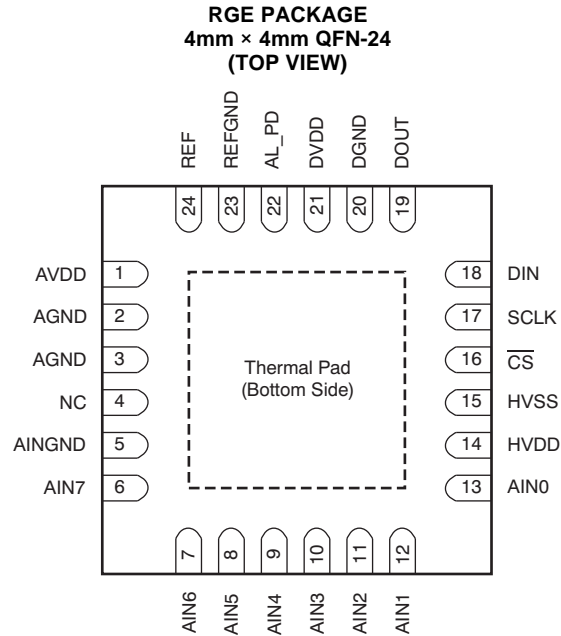 RGE PACKAGE
4mm × 4mm QFN-24
(TOP VIEW)
REF
REFGND
AL_PD
DVDD
DGND
DOUT
24
23
22
21
20
19
AVDD 1
18 DIN
AGND 2
17 SCLK
AGND 3
16 C̅S̅
NC 4
15 HVSS
AINGND 5
14 HVDD
AIN7 6
13 AIN0
Thermal Pad
(Bottom Side)
7
8
9
10
11
12
AIN6
AIN5
AIN4
AIN3
AIN2
AIN1